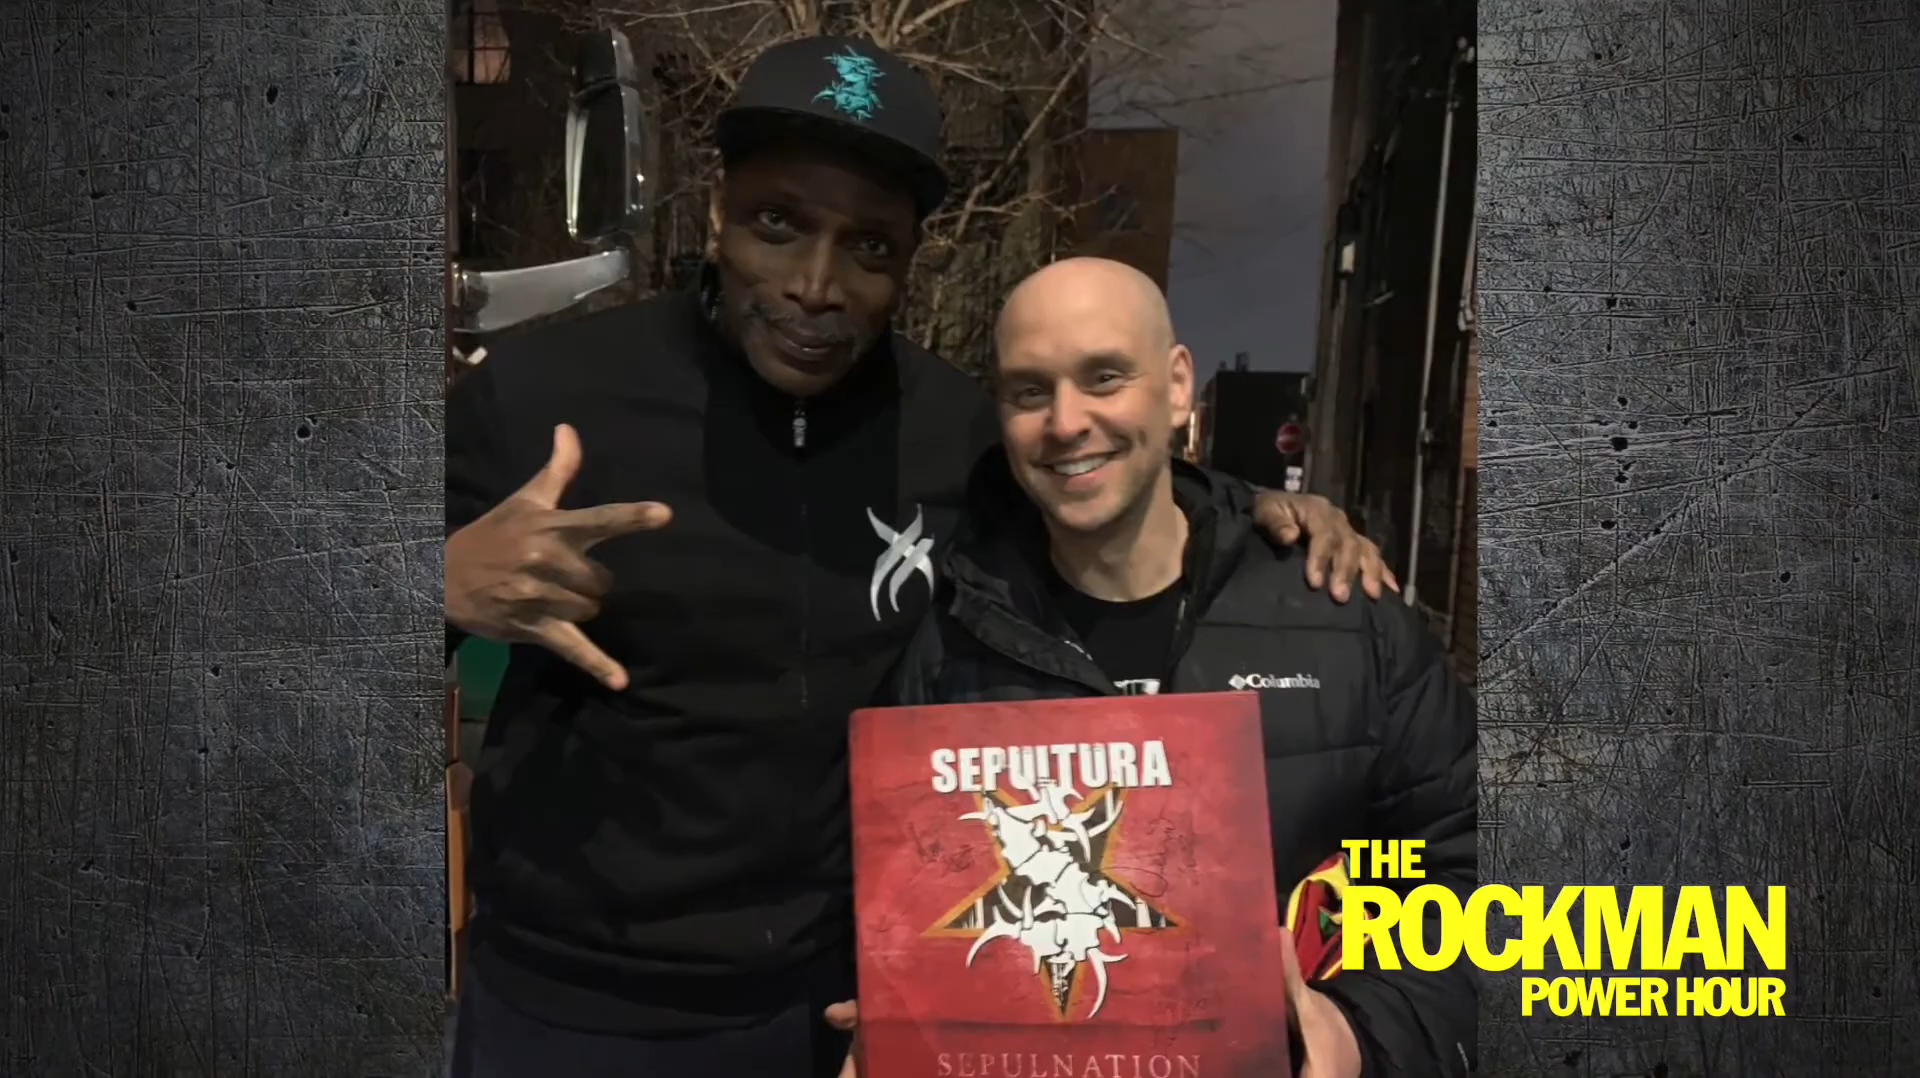 Columbia
SEPULTURA
SEPULNATION
THE
ROCKMAN
POWER HOUR